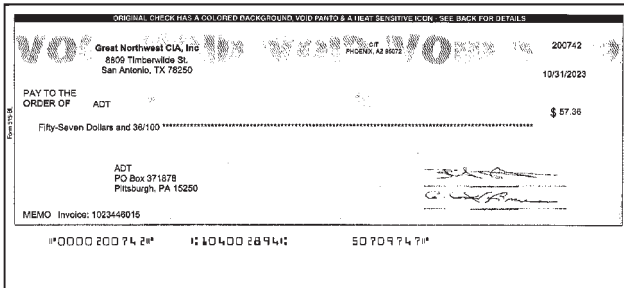 ORIGINAL CHECK HAS A COLORED BACKGROUND, VOID PANTO & A HEAT SENSITIVE ICON - SEE BACK FOR DETAILS
Great Northwest CIA, Inc
8809 Timberwilde St.
San Antonio, TX 78250
CIT
PHOENIX, AZ 85072
200742
10/31/2023
PAY TO THE
ORDER OF ADT
$ 57.36
Fifty-Seven Dollars and 36/100
ADT
PO Box 371878
Pittsburgh, PA 15250
MEMO Invoice: 1023446015
⑈0000200742⑈ ⑆104002894⑆ 50709747⑈